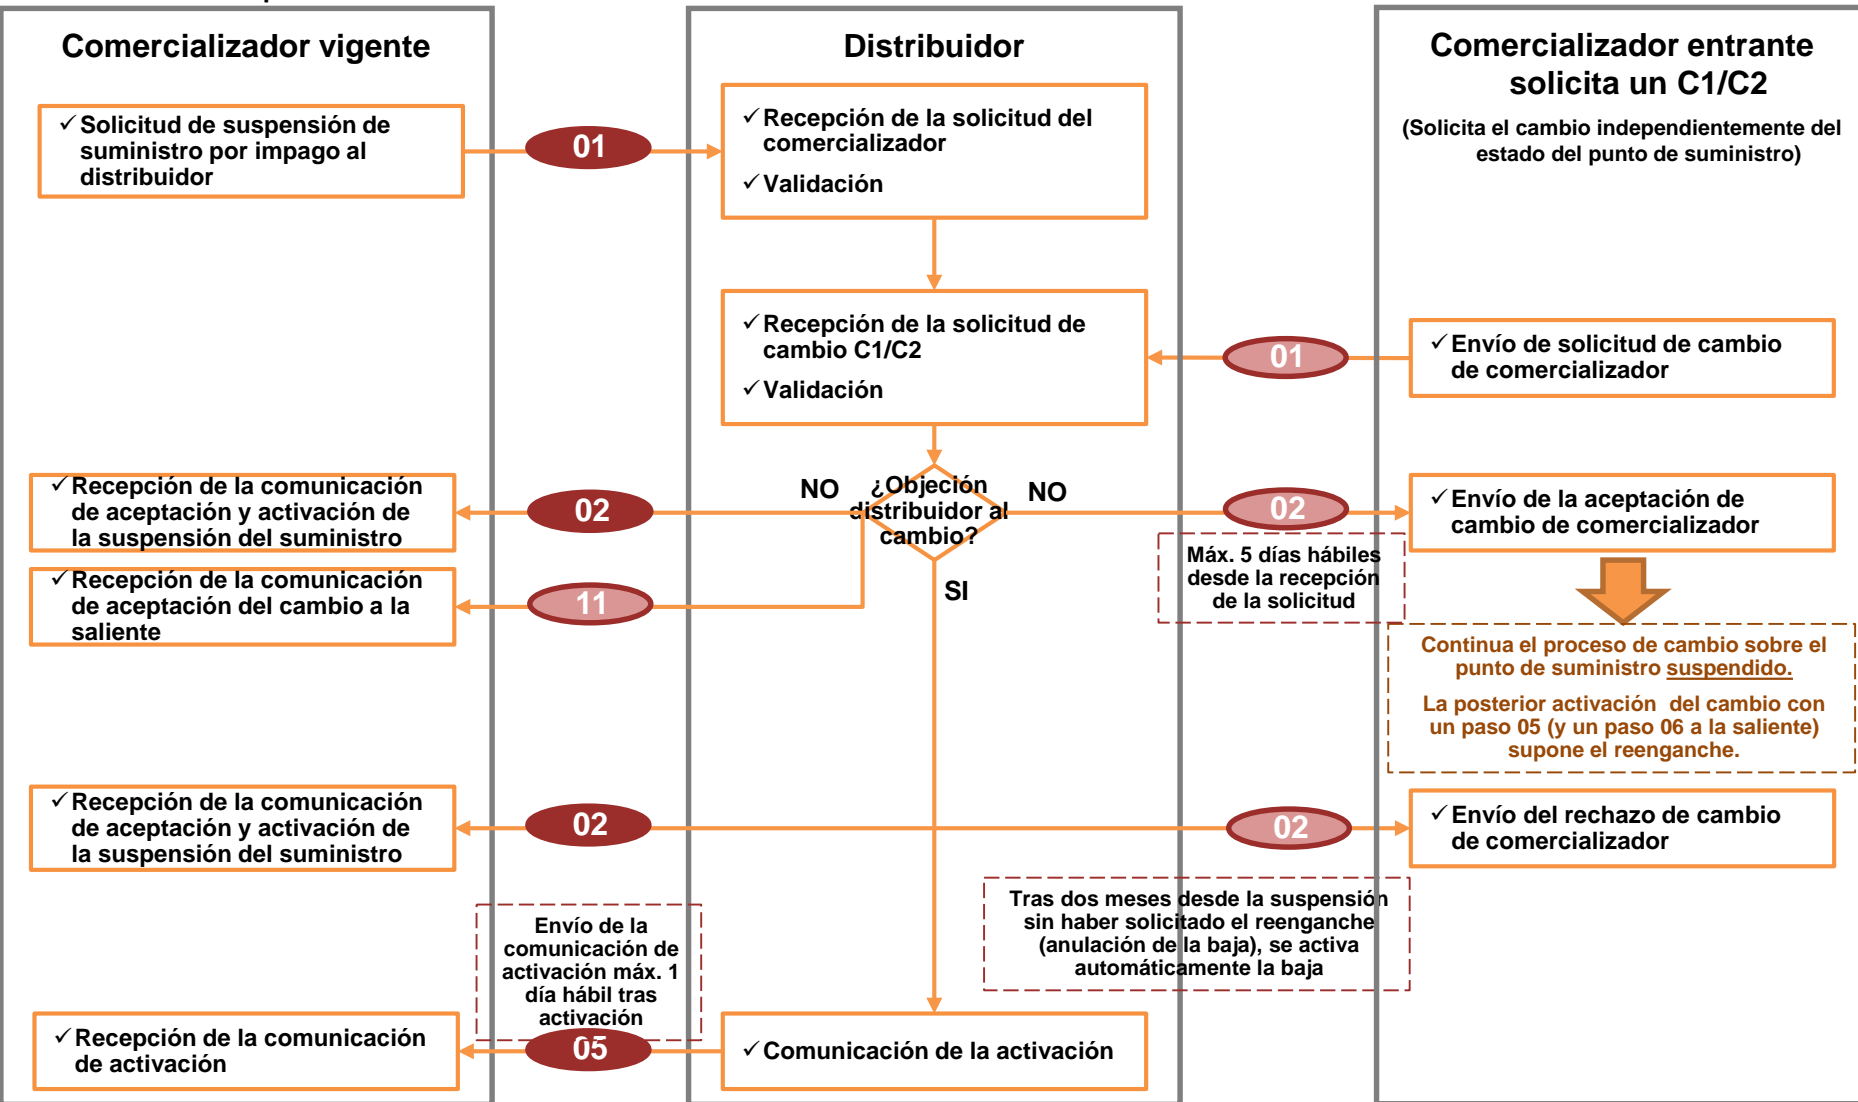 Comercializador vigente
Distribuidor
Comercializador entrante
solicita un C1/C2
(Solicita el cambio independientemente del
estado del punto de suministro)
✓ Solicitud de suspensión de
suministro por impago al
distribuidor
01
✓ Recepción de la solicitud del
comercializador
✓ Validación
✓ Recepción de la solicitud de
cambio C1/C2
✓ Validación
01
✓ Envío de solicitud de cambio
de comercializador
✓ Recepción de la comunicación
de aceptación y activación de
la suspensión del suministro
02
NO
¿Objeción
distribuidor al
cambio?
NO
02
✓ Envío de la aceptación de
cambio de comercializador
Máx. 5 días hábiles
desde la recepción
de la solicitud
✓ Recepción de la comunicación
de aceptación del cambio a la
saliente
11
SI
Continua el proceso de cambio sobre el
punto de suministro suspendido.
La posterior activación del cambio con
un paso 05 (y un paso 06 a la saliente)
supone el reenganche.
✓ Recepción de la comunicación
de aceptación y activación de
la suspensión del suministro
02
02
✓ Envío del rechazo de cambio
de comercializador
Tras dos meses desde la suspensión
sin haber solicitado el reenganche
(anulación de la baja), se activa
automáticamente la baja
Envío de la
comunicación de
activación máx. 1
día hábil tras
activación
✓ Recepción de la comunicación
de activación
05
✓ Comunicación de la activación